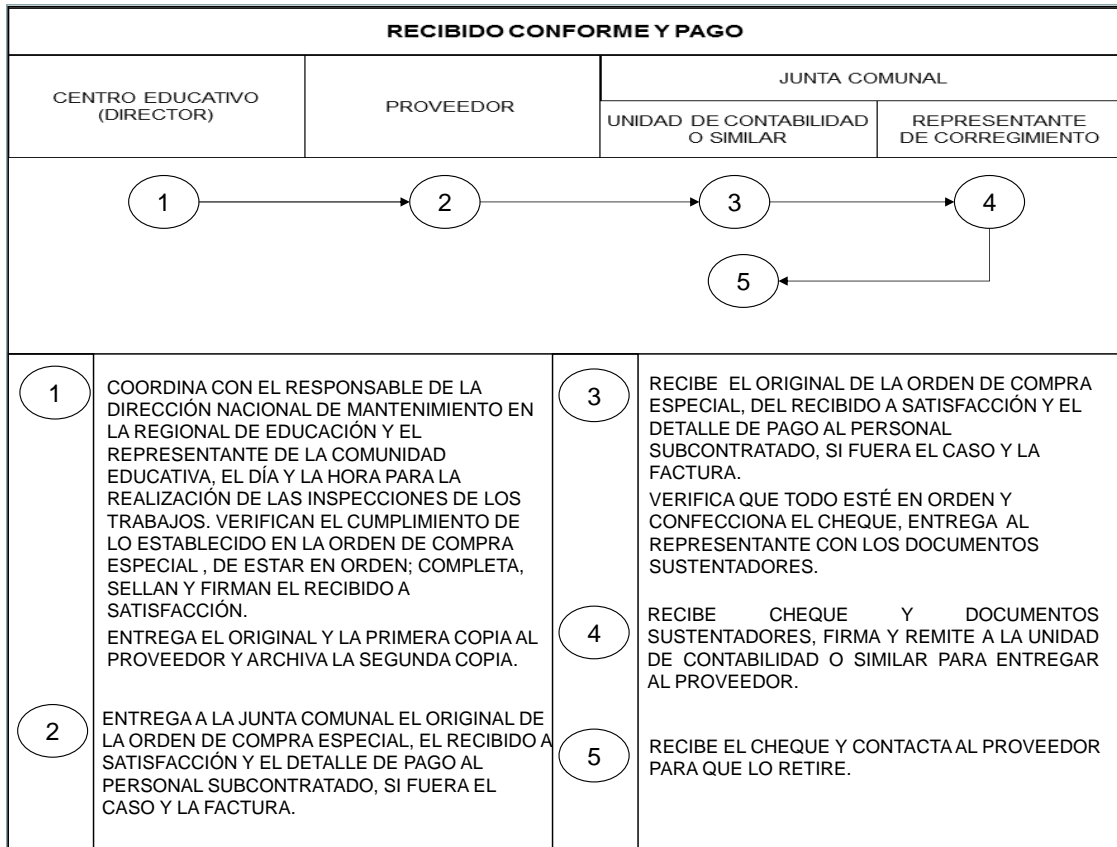 RECIBIDO CONFORME Y PAGO
CENTRO EDUCATIVO
(DIRECTOR)
PROVEEDOR
JUNTA COMUNAL
UNIDAD DE CONTABILIDAD
O SIMILAR
REPRESENTANTE
DE CORREGIMIENTO
1
2
3
4
5
1
COORDINA CON EL RESPONSABLE DE LA
DIRECCIÓN NACIONAL DE MANTENIMIENTO EN
LA REGIONAL DE EDUCACIÓN Y EL
REPRESENTANTE DE LA COMUNIDAD
EDUCATIVA, EL DÍA Y LA HORA PARA LA
REALIZACIÓN DE LAS INSPECCIONES DE LOS
TRABAJOS. VERIFICAN EL CUMPLIMIENTO DE
LO ESTABLECIDO EN LA ORDEN DE COMPRA
ESPECIAL , DE ESTAR EN ORDEN; COMPLETA,
SELLAN Y FIRMAN EL RECIBIDO A
SATISFACCIÓN.
ENTREGA EL ORIGINAL Y LA PRIMERA COPIA AL
PROVEEDOR Y ARCHIVA LA SEGUNDA COPIA.
2
ENTREGA A LA JUNTA COMUNAL EL ORIGINAL DE
LA ORDEN DE COMPRA ESPECIAL, EL RECIBIDO A
SATISFACCIÓN Y EL DETALLE DE PAGO AL
PERSONAL SUBCONTRATADO, SI FUERA EL
CASO Y LA FACTURA.
3
RECIBE EL ORIGINAL DE LA ORDEN DE COMPRA
ESPECIAL, DEL RECIBIDO A SATISFACCIÓN Y EL
DETALLE DE PAGO AL PERSONAL
SUBCONTRATADO, SI FUERA EL CASO Y LA
FACTURA.
VERIFICA QUE TODO ESTÉ EN ORDEN Y
CONFECCIONA EL CHEQUE, ENTREGA AL
REPRESENTANTE CON LOS DOCUMENTOS
SUSTENTADORES.
4
RECIBE CHEQUE Y DOCUMENTOS
SUSTENTADORES, FIRMA Y REMITE A LA UNIDAD
DE CONTABILIDAD O SIMILAR PARA ENTREGAR
AL PROVEEDOR.
5
RECIBE EL CHEQUE Y CONTACTA AL PROVEEDOR
PARA QUE LO RETIRE.